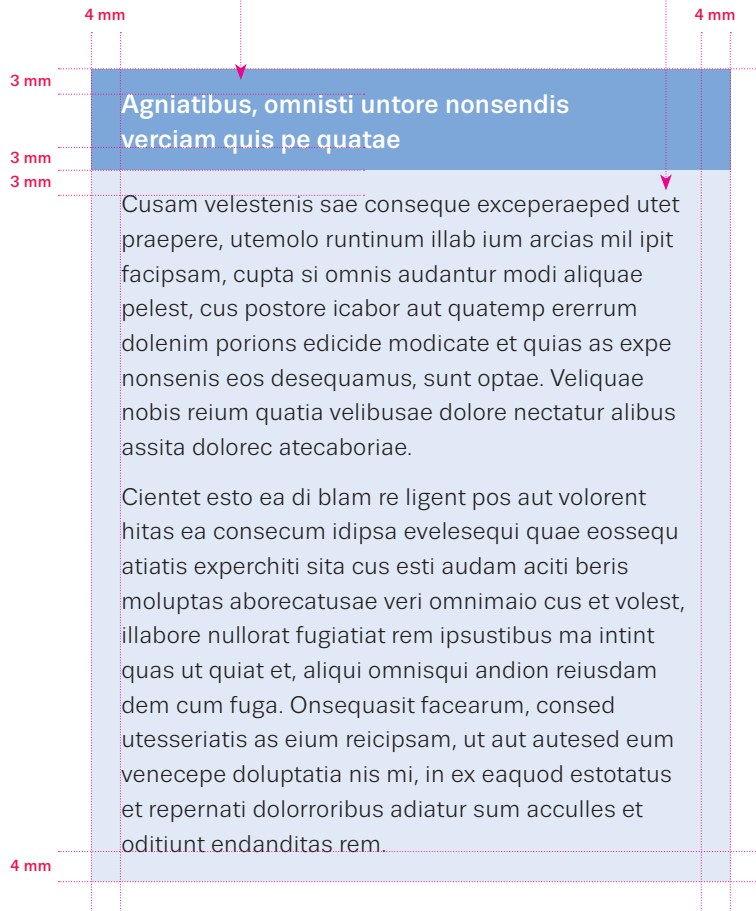 4 mm
4 mm
3 mm
Agniatibus, omnisti untore nonsendis
verciam quis pe quatae
3 mm
3 mm
Cusam velestenis sae conseque exceperaeped utet
praepere, utemolo runtinum illab ium arcias mil ipit
facipsam, cupta si omnis audantur modi aliquae
pelest, cus postore icabor aut quatemp ererrum
dolenim porions edicide modicate et quias as expe
nonsenis eos desequamus, sunt optae. Veliquae
nobis reium quatia velibusae dolore nectatur alibus
assita dolorec atecaboriae.
Cientet esto ea di blam re ligent pos aut volorent
hitas ea consecum idipsa evelesequi quae eossequ
atiatis experchiti sita cus esti audam aciti beris
moluptas aborecatusae veri omnimaio cus et volest,
illabore nullorat fugiatiat rem ipsustibus ma intint
quas ut quiat et, aliqui omnisqui andion reiusdam
dem cum fuga. Onsequasit facearum, consed
utesseriatis as eium reicipsam, ut aut autesed eum
venecepe doluptatia nis mi, in ex eaquod estotatus
et repernati dolorroribus adiatur sum acculles et
oditiunt endanditas rem.
4 mm